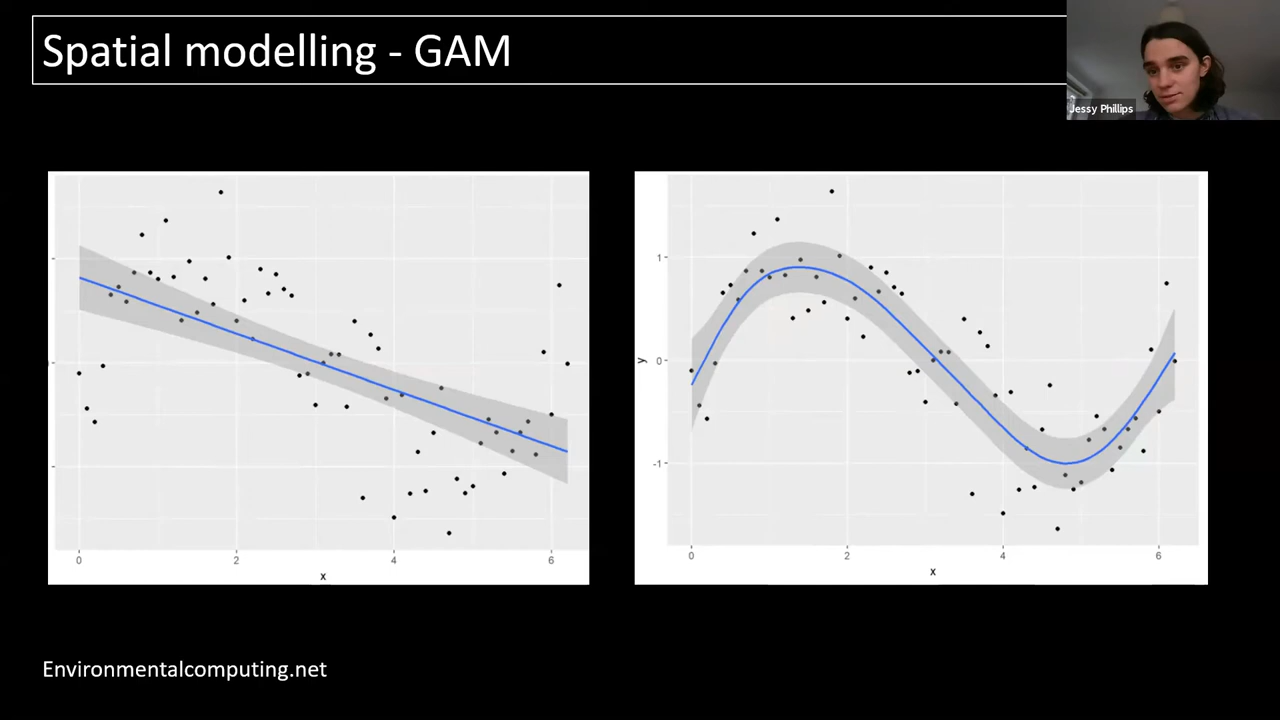 Spatial modelling - GAM
Jessy Phillips
0 2 4 6
x
1
0
-1
y
0 2 4 6
x
Environmentalcomputing.net